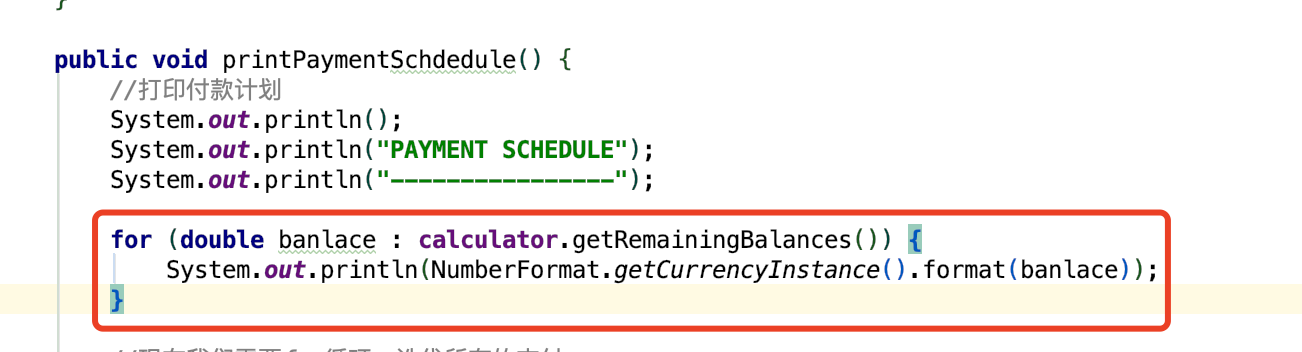 }
public void printPaymentSchdedule() {
//打印付款计划
System.out.println();
System.out.println("PAYMENT SCHEDULE");
System.out.println("----------------");
for (double banlace : calculator.getRemainingBalances()) {
System.out.println(NumberFormat.getCurrencyInstance().format(banlace));
}